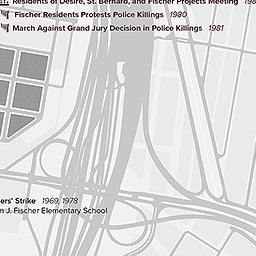 Residents of Desire, St. Bernard, and Fischer Projects Meeting
Fischer Residents Protests Police Killings 1980
March Against Grand Jury Decision in Police Killings 1981
ers' Strike 1969, 1978
m J. Fischer Elementary School